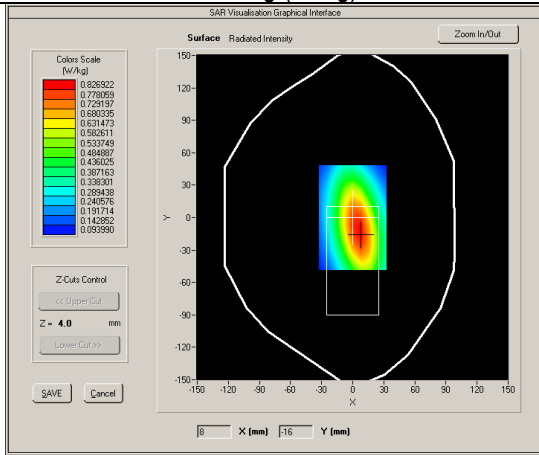 SAR Visualisation Graphical Interface
Surface Radiated Intensity
Zoom In/Out
Colors Scale
(W/kg)
0.826922
0.778059
0.729197
0.680335
0.631473
0.582611
0.533749
0.484887
0.436025
0.387163
0.338301
0.289438
0.240576
0.191714
0.142852
0.093990
150
120
90
60
30
0
-30
-60
-90
-120
-150
Y
-150 -120 -90 -60 -30 0 30 60 90 120 150
X
Z-Cuts Control
<< Upper Cut
Z = 4.0 mm
Lower Cut >>
SAVE Cancel
8 X (mm) -16 Y (mm)